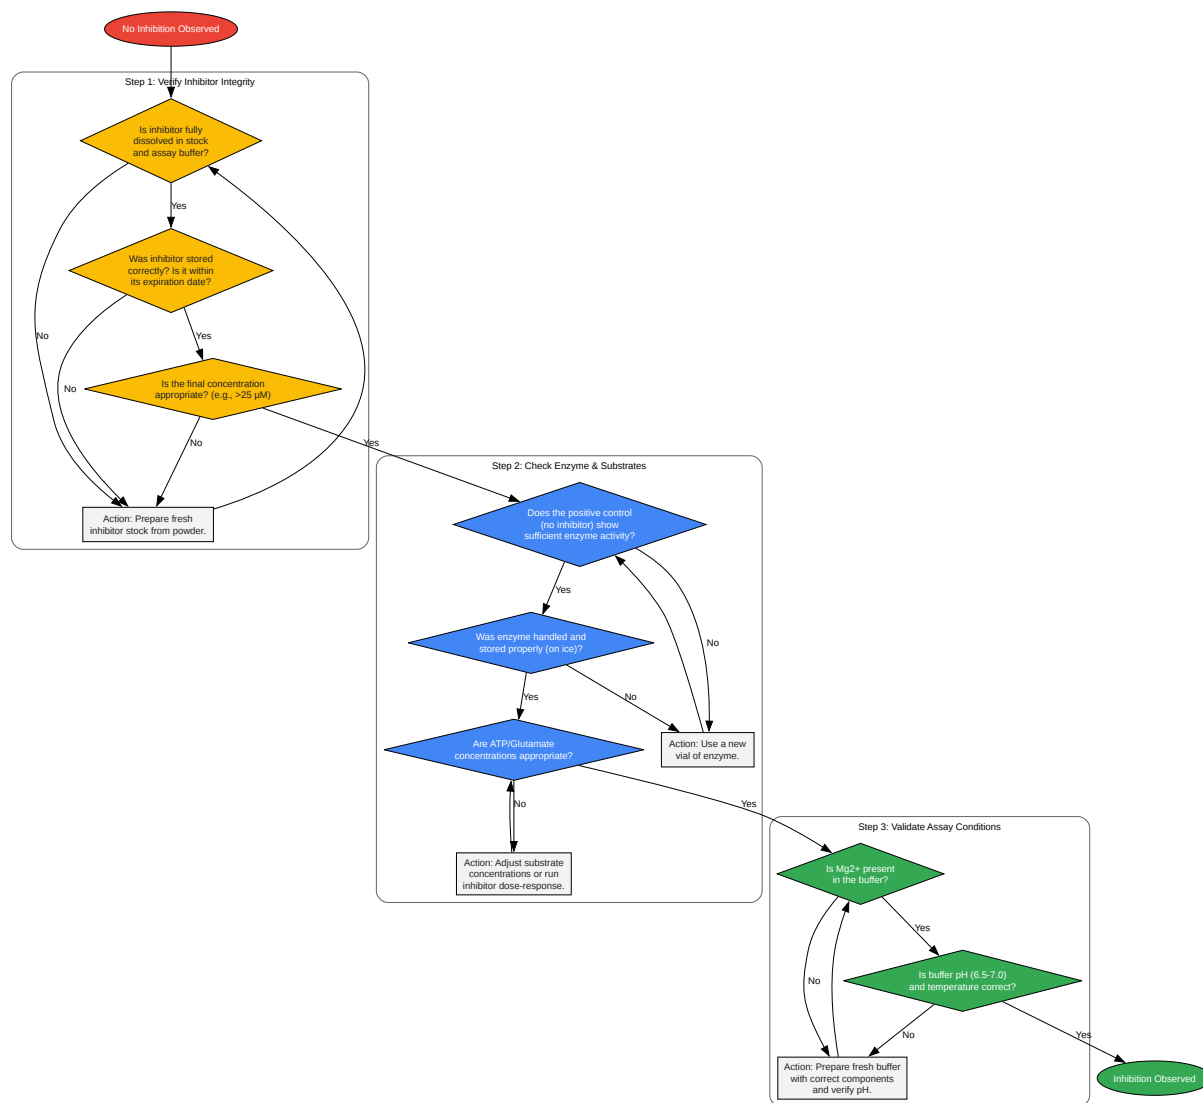 No Inhibition Observed
Step 1: Verify Inhibitor Integrity
Is inhibitor fully
dissolved in stock
and assay buffer?
Yes
Was inhibitor stored
correctly? Is it within
its expiration date?
No
Yes
Is the final concentration
appropriate? (e.g., >25 µM)
No
No
Yes
Action: Prepare fresh
inhibitor stock from powder.
Step 2: Check Enzyme & Substrates
Does the positive control
(no inhibitor) show
sufficient enzyme activity?
Yes
Was enzyme handled and
stored properly (on ice)?
No
Yes
No
Are ATP/Glutamate
concentrations appropriate?
Action: Use a new
vial of enzyme.
No
Yes
Action: Adjust substrate
concentrations or run
inhibitor dose-response.
Step 3: Validate Assay Conditions
Is Mg2+ present
in the buffer?
Yes
Is buffer pH (6.5-7.0)
and temperature correct?
No
No
Yes
Action: Prepare fresh buffer
with correct components
and verify pH.
Inhibition Observed